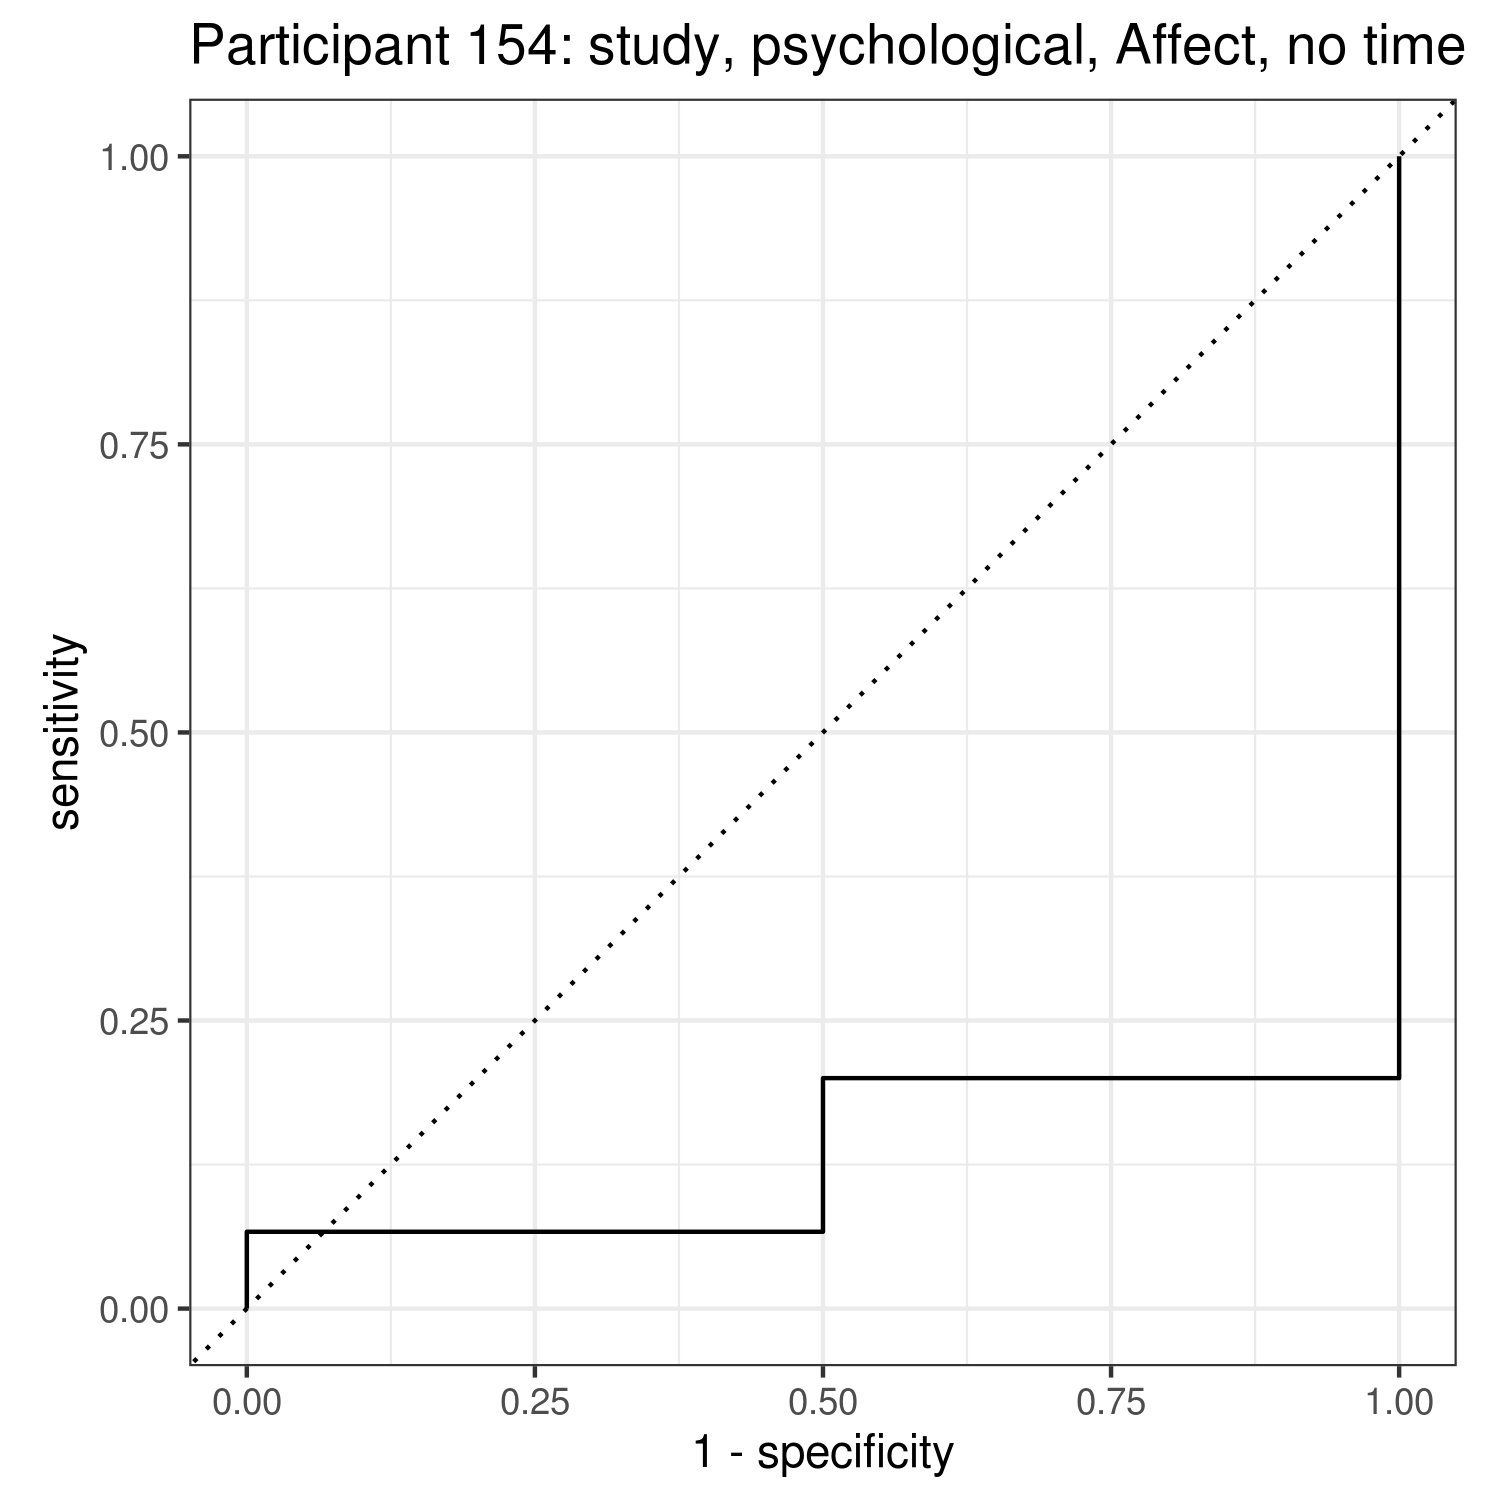 Participant 154: study, psychological, Affect, no time
1.00
0.75
0.50
0.25
0.00
sensitivity
0.00 0.25 0.50 0.75 1.00
1 - specificity